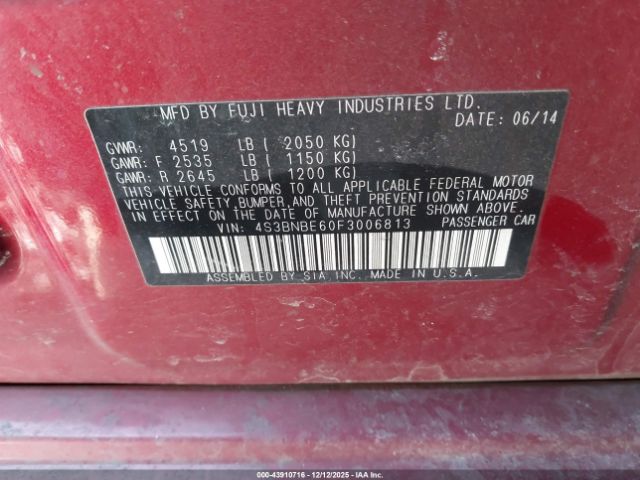 MFD BY FUJI HEAVY INDUSTRIES LTD.
DATE: 06/14
GVWR: 4519 LB ( 2050 KG)
GAWR: F 2535 LB ( 1150 KG)
GAWR: R 2645 LB ( 1200 KG)
THIS VEHICLE CONFORMS TO ALL APPLICABLE FEDERAL MOTOR
VEHICLE SAFETY, BUMPER, AND THEFT PREVENTION STANDARDS
IN EFFECT ON THE DATE OF MANUFACTURE SHOWN ABOVE.
VIN: 4S3BNBE60F3006813 PASSENGER CAR
ASSEMBLED BY SIA, INC. MADE IN U.S.A.
000-43910716 - 12/12/2025 - IAA Inc.